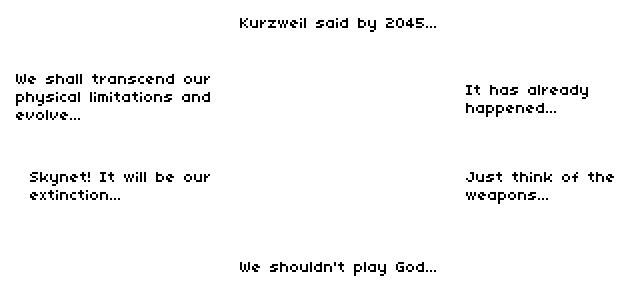 Kurzweil said by 2045...
We shall transcend our
physical limitations and
evolve...
It has already
happened...
Skynet! It will be our
extinction...
Just think of the
weapons...
We shouldn't play God...